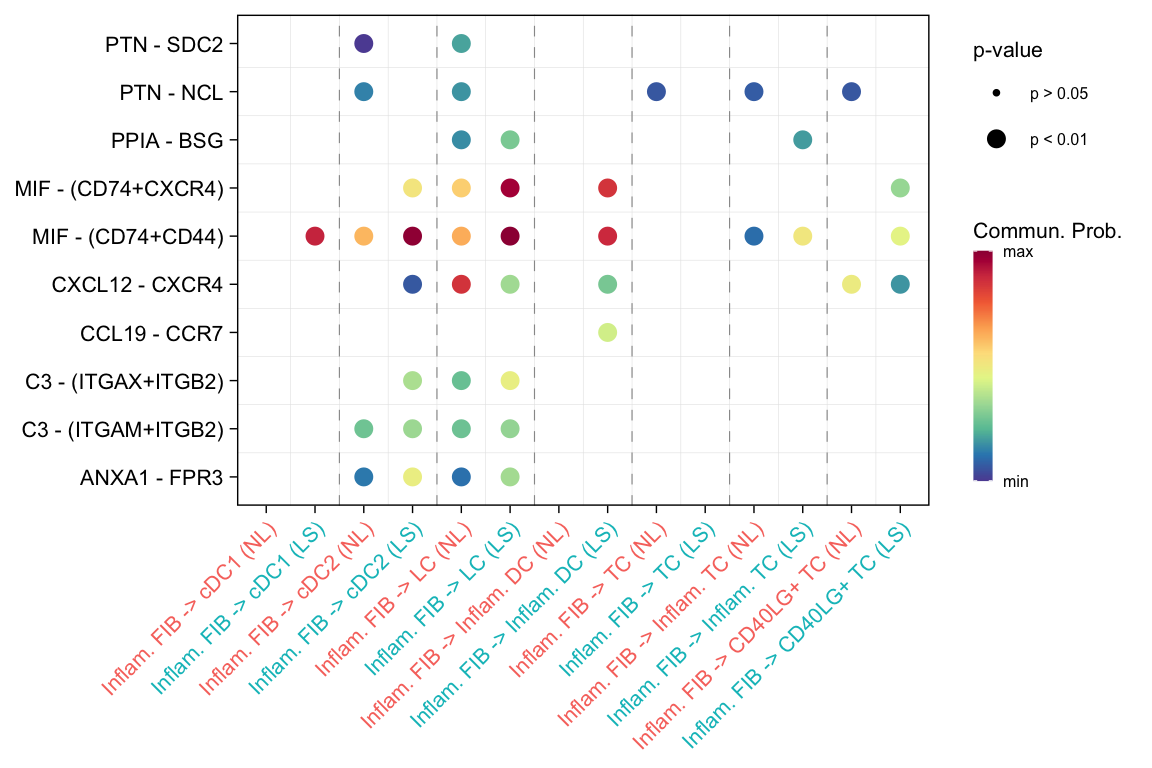 PTN - SDC2
PTN - NCL
PPIA - BSG
MIF - (CD74+CXCR4)
MIF - (CD74+CD44)
CXCL12 - CXCR4
CCL19 - CCR7
C3 - (ITGAX+ITGB2)
C3 - (ITGAM+ITGB2)
ANXA1 - FPR3
Inflam. FIB -> cDC1 (NL)
Inflam. FIB -> cDC1 (LS)
Inflam. FIB -> cDC2 (NL)
Inflam. FIB -> cDC2 (LS)
Inflam. FIB -> LC (NL)
Inflam. FIB -> LC (LS)
Inflam. FIB -> Inflam. DC (NL)
Inflam. FIB -> Inflam. DC (LS)
Inflam. FIB -> TC (NL)
Inflam. FIB -> TC (LS)
Inflam. FIB -> Inflam. TC (NL)
Inflam. FIB -> Inflam. TC (LS)
Inflam. FIB -> CD40LG+ TC (NL)
Inflam. FIB -> CD40LG+ TC (LS)
p-value
p > 0.05
p < 0.01
Commun. Prob.
max
min